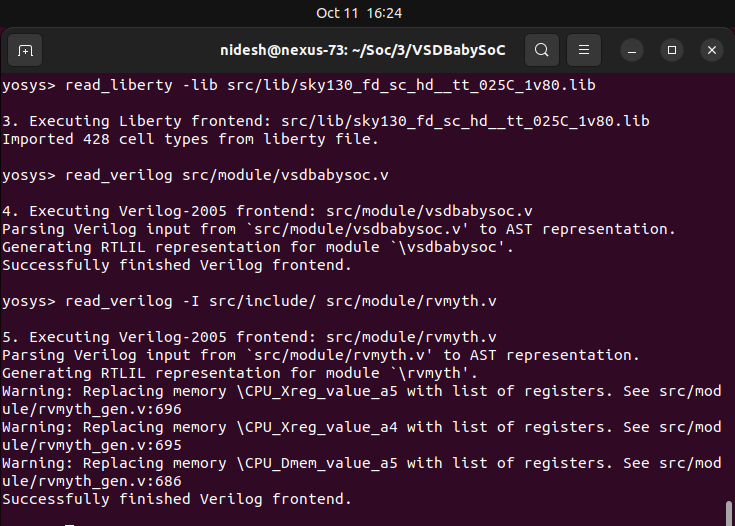 Oct 11 16:24
nidesh@nexus-73: ~/Soc/3/VSDBabySoC
yosys> read_liberty -lib src/lib/sky130_fd_sc_hd__tt_025C_1v80.lib
3. Executing Liberty frontend: src/lib/sky130_fd_sc_hd__tt_025C_1v80.lib
Imported 428 cell types from liberty file.
yosys> read_verilog src/module/vsdbabysoc.v
4. Executing Verilog-2005 frontend: src/module/vsdbabysoc.v
Parsing Verilog input from `src/module/vsdbabysoc.v' to AST representation.
Generating RTLIL representation for module `\vsdbabysoc'.
Successfully finished Verilog frontend.
yosys> read_verilog -I src/include/ src/module/rvmyth.v
5. Executing Verilog-2005 frontend: src/module/rvmyth.v
Parsing Verilog input from `src/module/rvmyth.v' to AST representation.
Generating RTLIL representation for module `\rvmyth'.
Warning: Replacing memory \CPU_Xreg_value_a5 with list of registers. See src/mod
ule/rvmyth_gen.v:696
Warning: Replacing memory \CPU_Xreg_value_a4 with list of registers. See src/mod
ule/rvmyth_gen.v:695
Warning: Replacing memory \CPU_Dmem_value_a5 with list of registers. See src/mod
ule/rvmyth_gen.v:686
Successfully finished Verilog frontend.